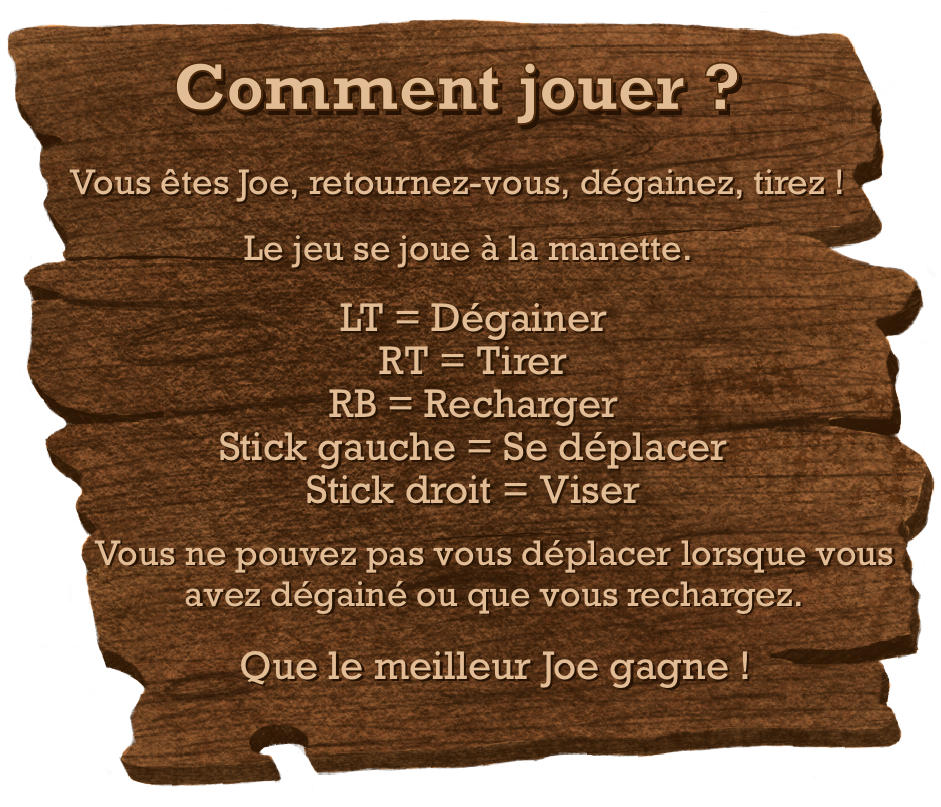 Comment jouer ?
Vous êtes Joe, retournez-vous, dégainez, tirez !
Le jeu se joue à la manette.
LT = Dégainer
RT = Tirer
RB = Recharger
Stick gauche = Se déplacer
Stick droit = Viser
Vous ne pouvez pas vous déplacer lorsque vous
avez dégainé ou que vous rechargez.
Que le meilleur Joe gagne !